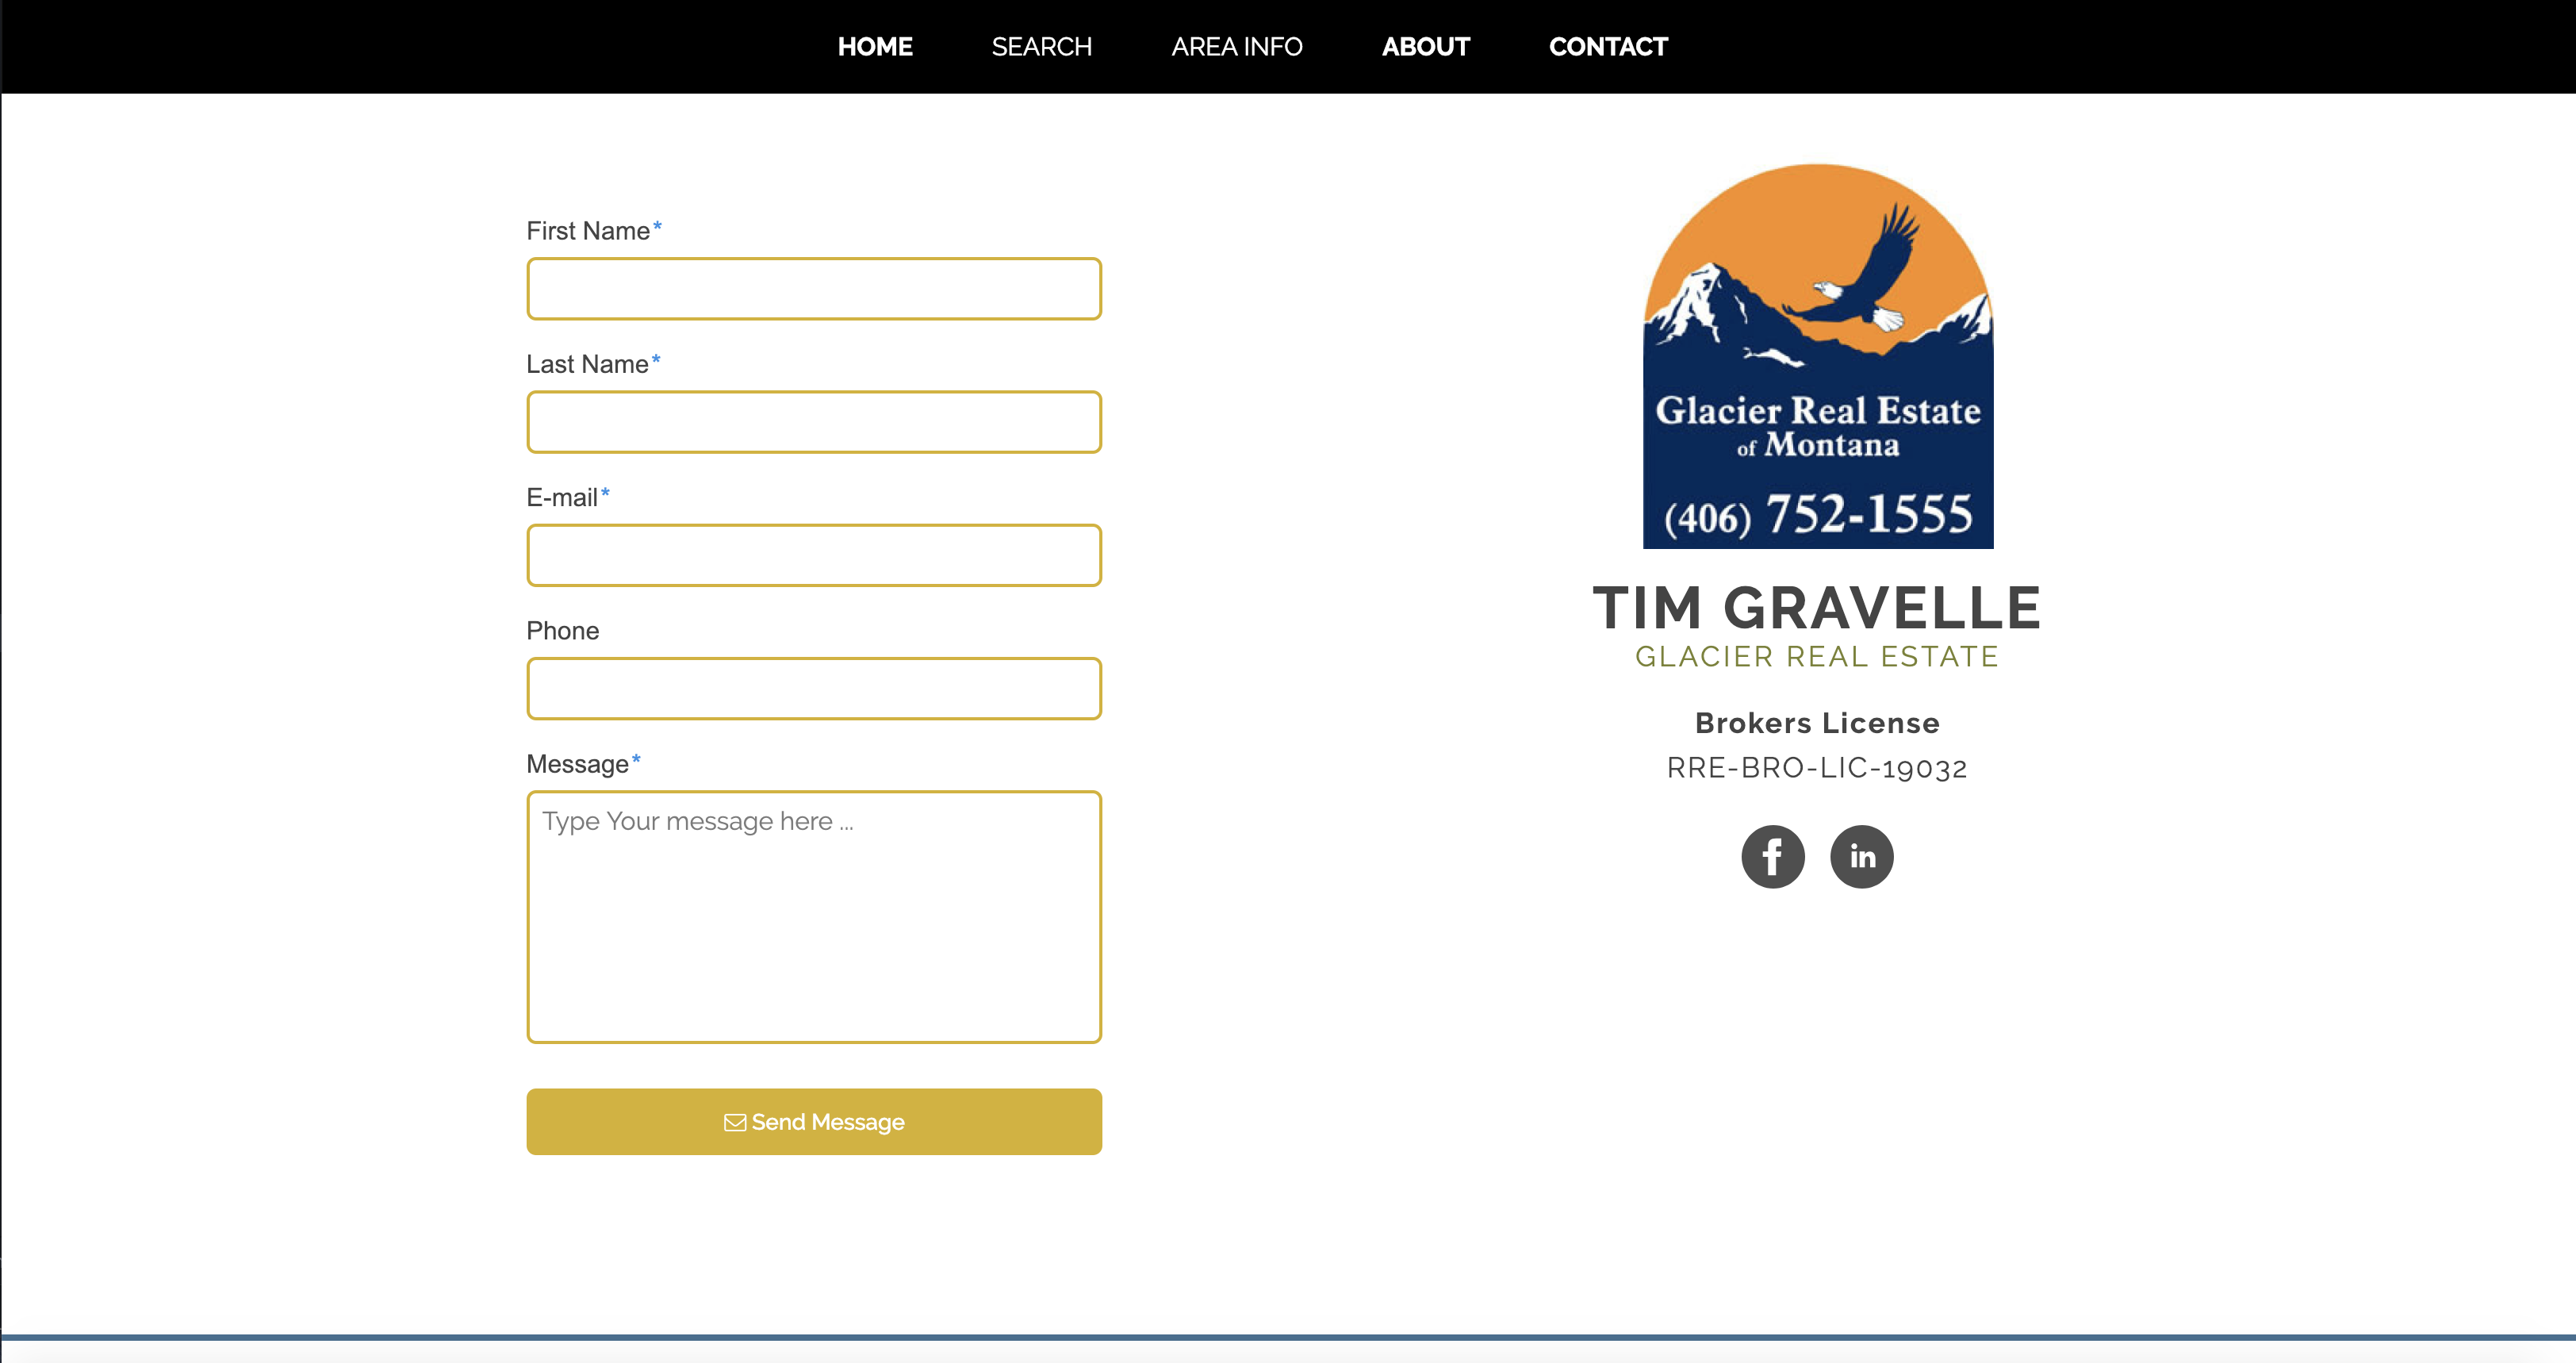 HOME SEARCH AREA INFO ABOUT CONTACT
First Name*
Last Name*
E-mail*
Phone
Message*
Type Your message here ...
Send Message
Glacier Real Estate
of Montana
(406) 752-1555
TIM GRAVELLE
GLACIER REAL ESTATE
Brokers License
RRE-BRO-LIC-19032
f in